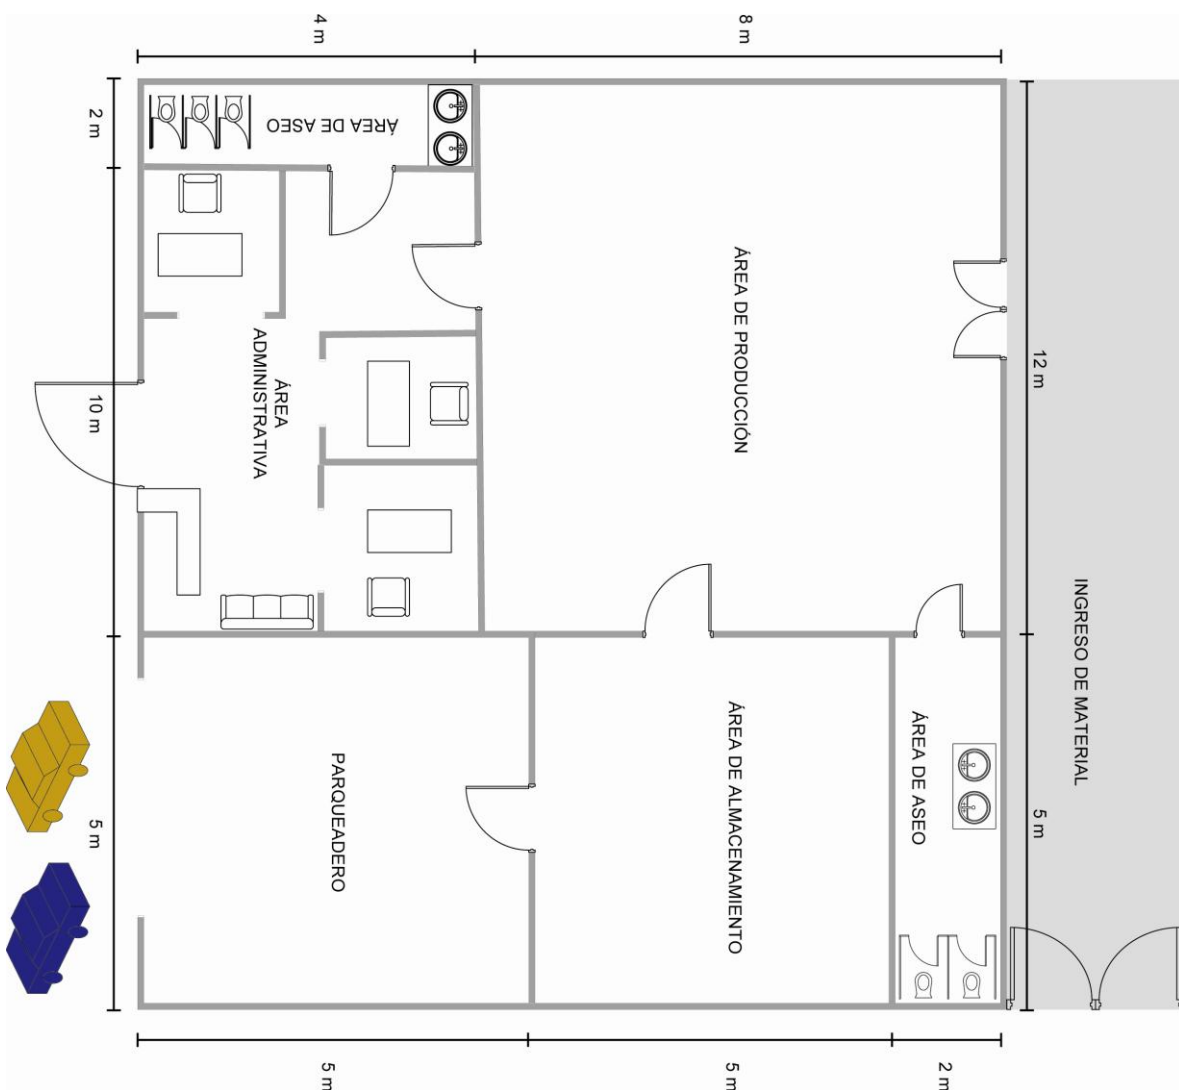 4 m
8 m
2 m
ÁREA DE ASEO
ÁREA DE PRODUCCIÓN
ÁREA
ADMINISTRATIVA
10 m
12 m
INGRESO DE MATERIAL
PARQUEADERO
ÁREA DE ALMACENAMIENTO
ÁREA DE ASEO
5 m
5 m
5 m
5 m
2 m